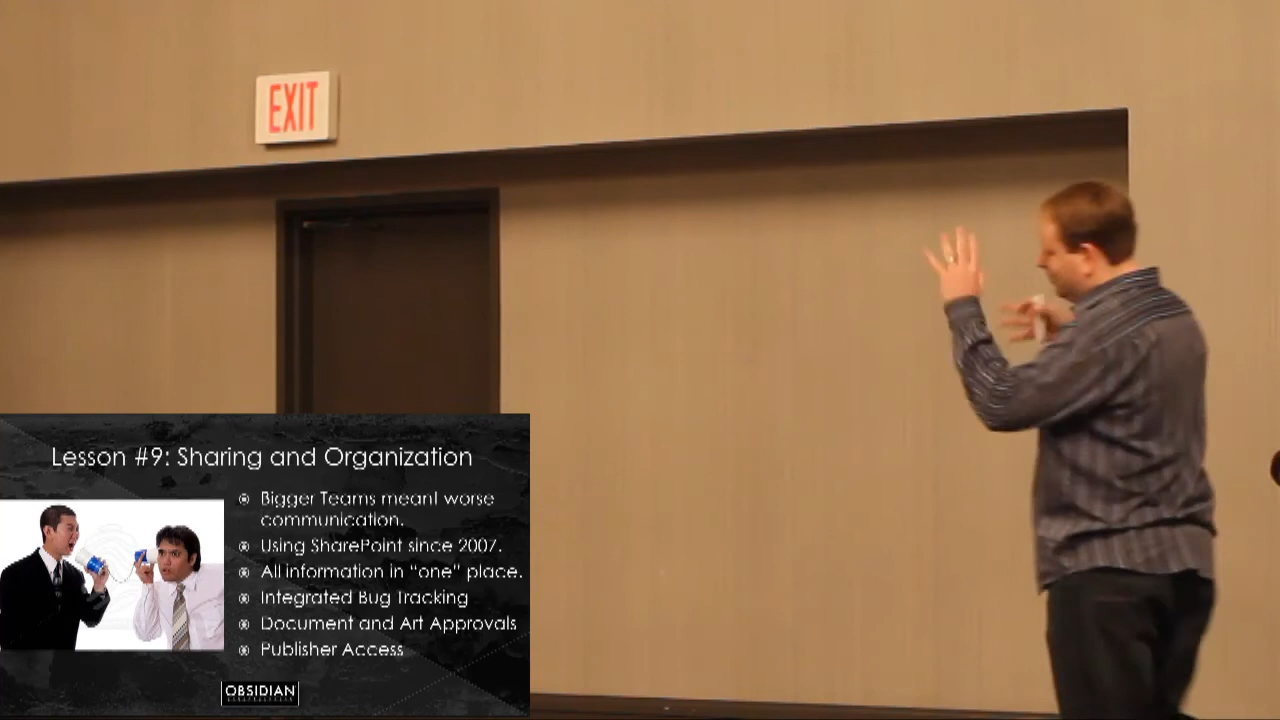 EXIT
Lesson #9: Sharing and Organization
Bigger Teams meant worse
communication.
Using SharePoint since 2007.
All information in “one” place.
Integrated Bug Tracking
Document and Art Approvals
Publisher Access
OBSIDIAN